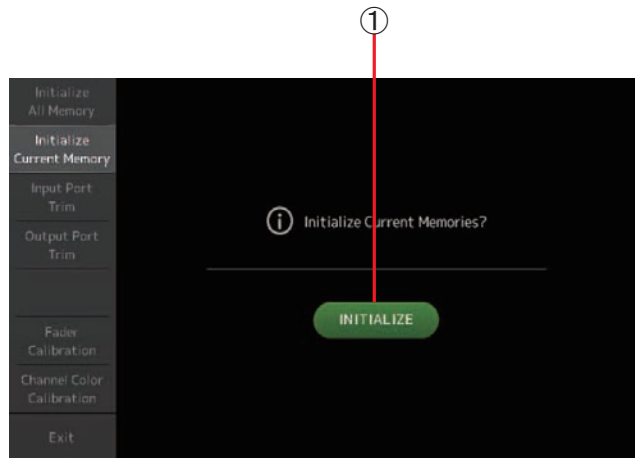 ①
Initialize
All Memory
Initialize
Current Memory
Input Port
Trim
Output Port
Trim
Fader
Calibration
Channel Color
Calibration
Exit
Initialize Current Memories?
INITIALIZE